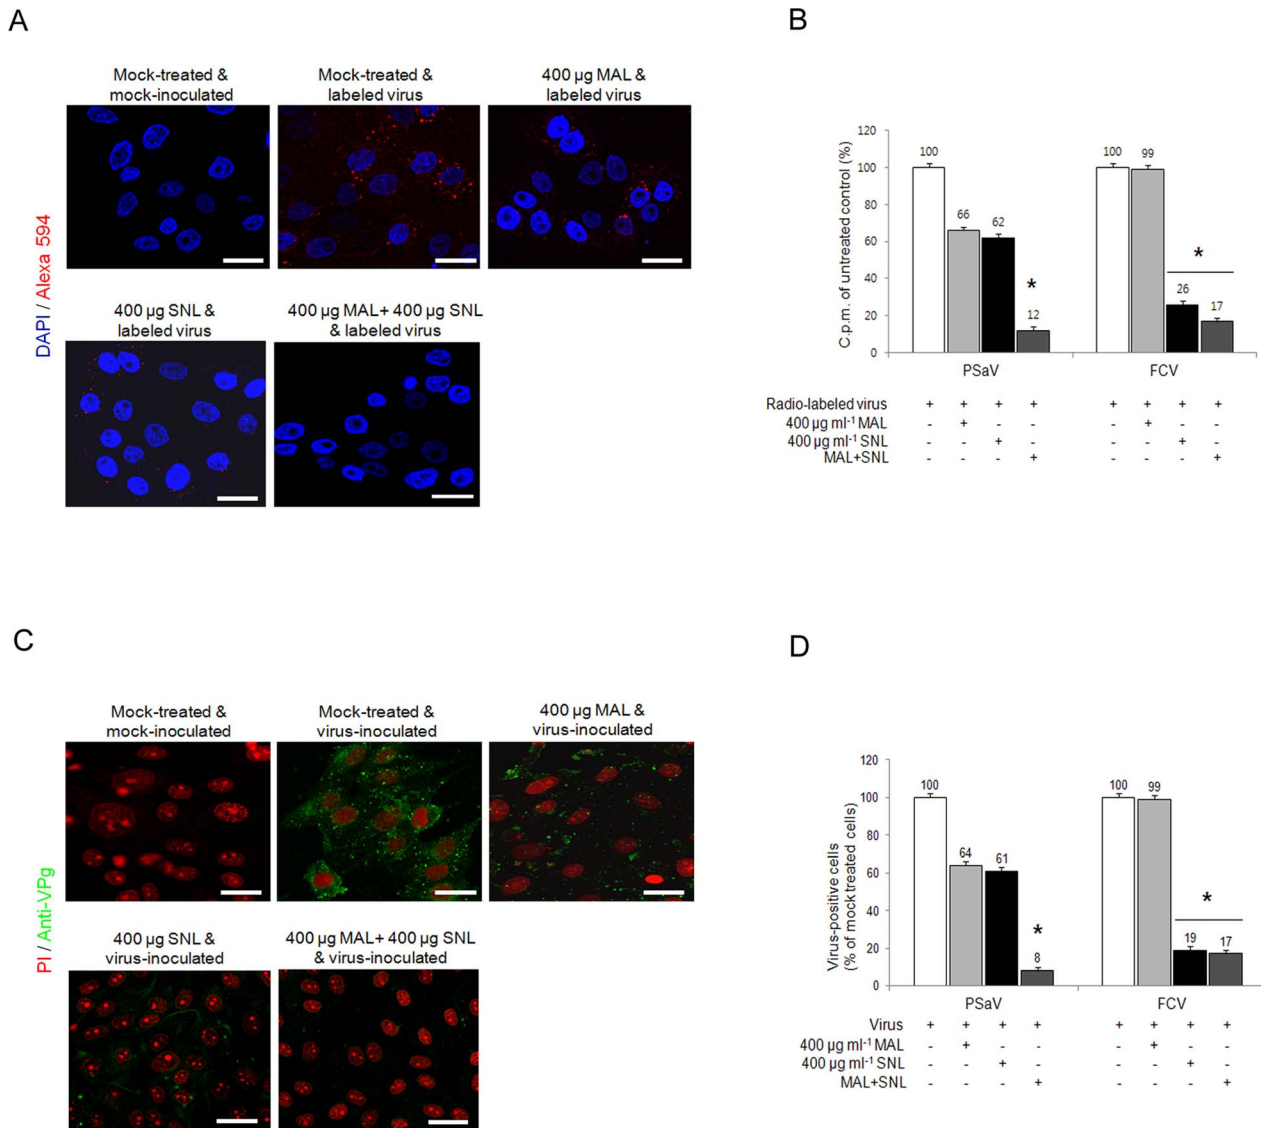 A
Mock-treated &
mock-inoculated
Mock-treated &
labeled virus
400 µg MAL &
labeled virus
400 µg SNL &
labeled virus
400 µg MAL+ 400 µg SNL
& labeled virus
DAPI / Alexa 594
B
C.p.m. of untreated control (%)
120
100
80
60
40
20
0
100
66
62
*
12
100
99
*
26
17
PSaV
FCV
Radio-labeled virus + + + + + + + +
400 µg ml-1 MAL - + - - - + - -
400 µg ml-1 SNL - - + - - - + -
MAL+SNL - - - + - - - +
C
Mock-treated &
mock-inoculated
Mock-treated &
virus-inoculated
400 µg MAL &
virus-inoculated
400 µg SNL &
virus-inoculated
400 µg MAL+ 400 µg SNL
& virus-inoculated
PI / Anti-VPg
D
Virus-positive cells
(% of mock treated cells)
120
100
80
60
40
20
0
100
64
61
*
8
100
99
*
19
17
PSaV
FCV
Virus + + + + + + + +
400 µg ml-1 MAL - + - - - + - -
400 µg ml-1 SNL - - + - - - + -
MAL+SNL - - - + - - - +